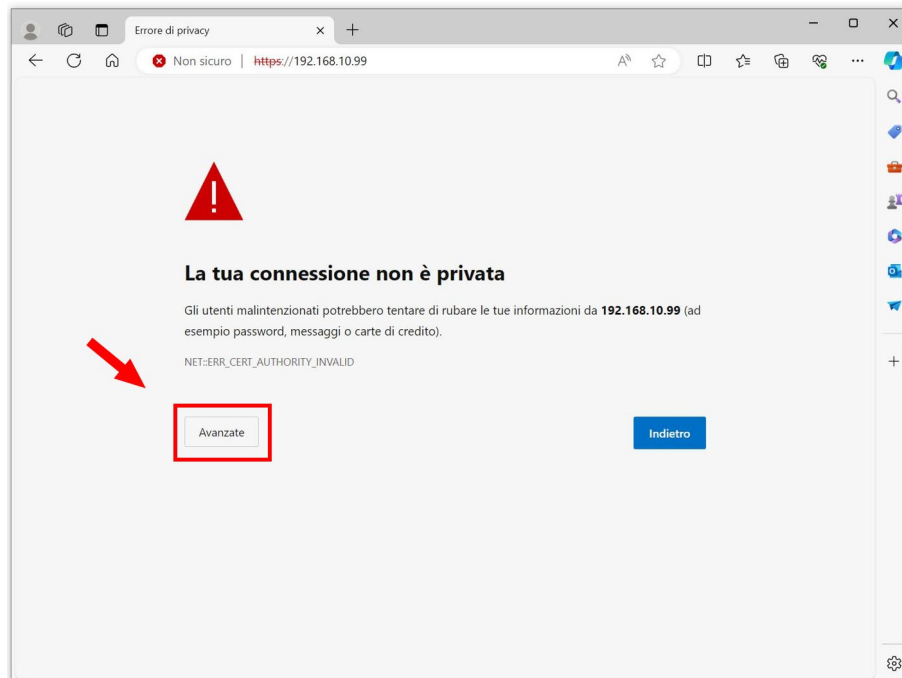 Errore di privacy
Non sicuro | https://192.168.10.99
La tua connessione non è privata
Gli utenti malintenzionati potrebbero tentare di rubare le tue informazioni da 192.168.10.99 (ad
esempio password, messaggi o carte di credito).
NET::ERR_CERT_AUTHORITY_INVALID
Avanzate
Indietro